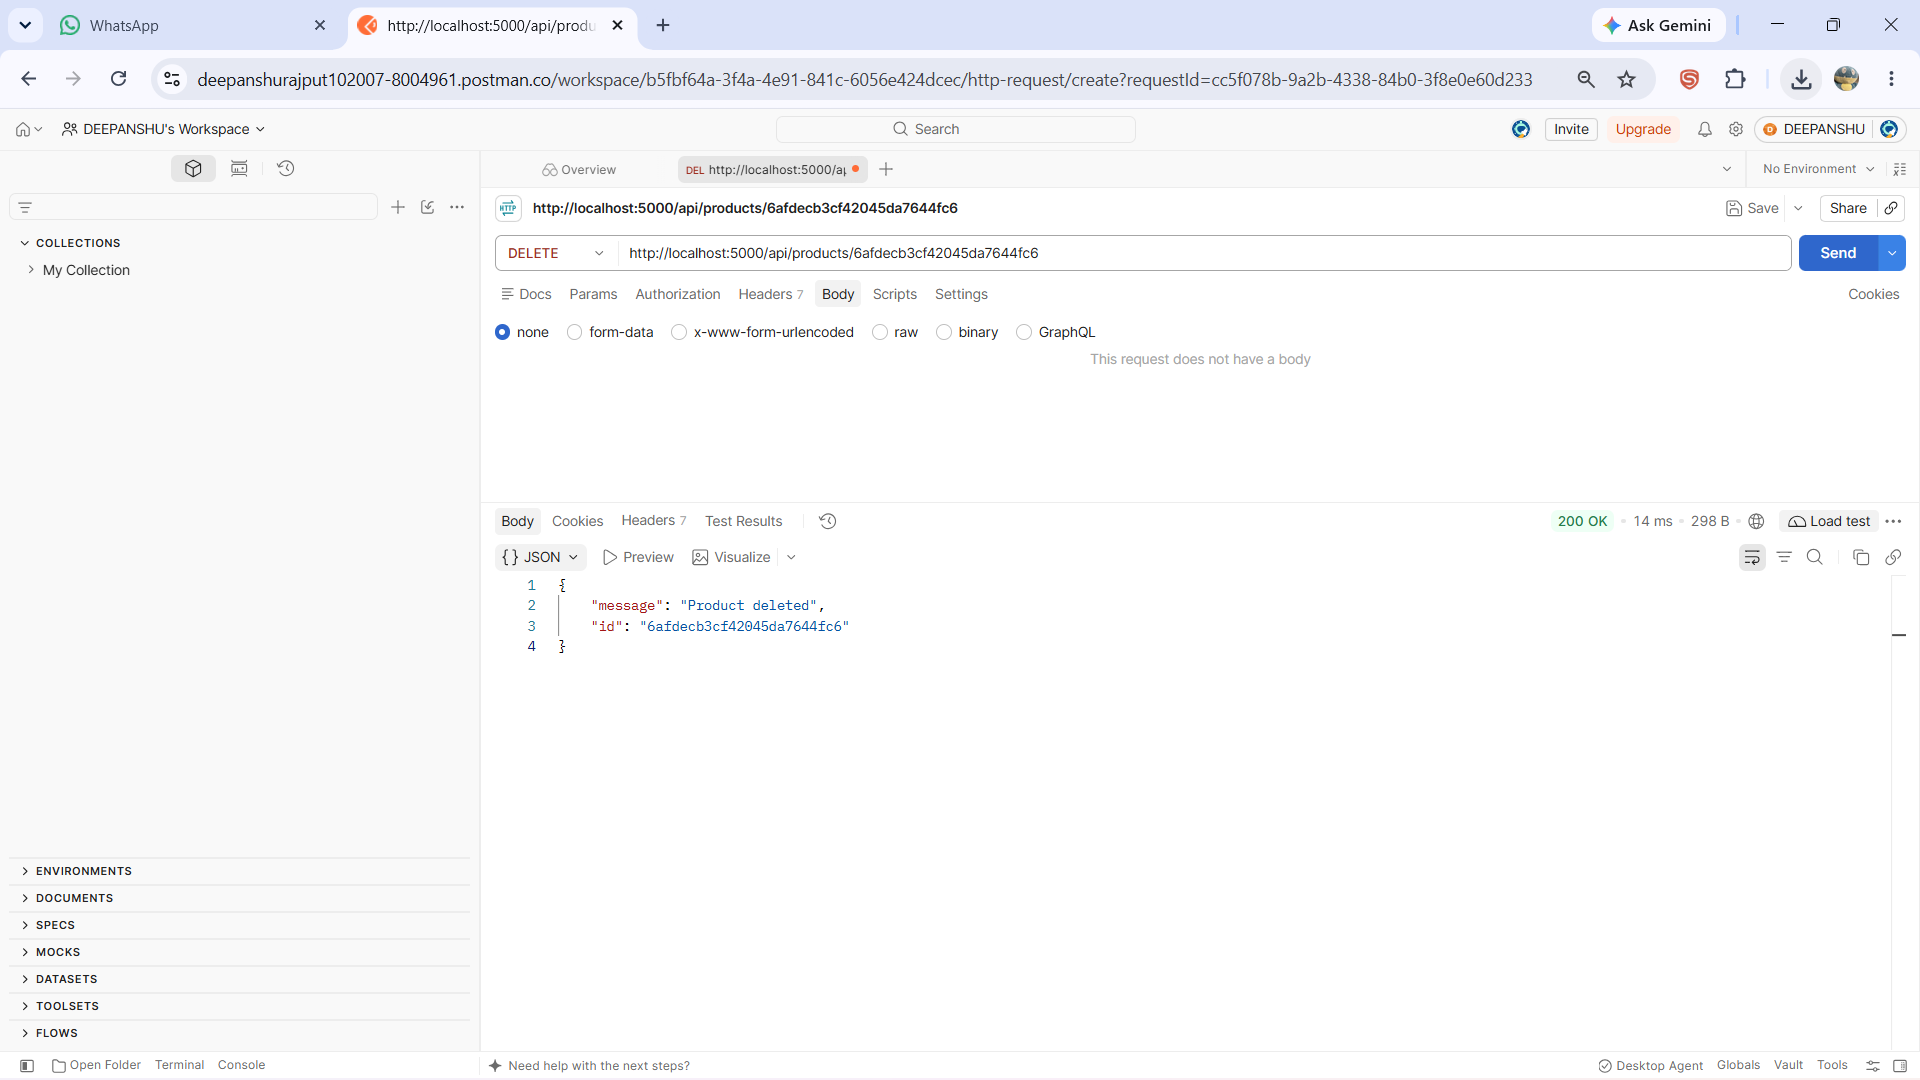 WhatsApp
http://localhost:5000/api/produ
Ask Gemini
deepanshurajput102007-8004961.postman.co/workspace/b5fbf64a-3f4a-4e91-841c-6056e424dcec/http-request/create?requestId=cc5f078b-9a2b-4338-84b0-3f8e0e60d233
DEEPANSHU's Workspace
Search
Invite
Upgrade
DEEPANSHU
Overview
DEL http://localhost:5000/a
No Environment
HTTP
http://localhost:5000/api/products/6afdecb3cf42045da7644fc6
Save
Share
COLLECTIONS
My Collection
DELETE
http://localhost:5000/api/products/6afdecb3cf42045da7644fc6
Send
Docs
Params
Authorization
Headers 7
Body
Scripts
Settings
Cookies
none
form-data
x-www-form-urlencoded
raw
binary
GraphQL
This request does not have a body
Body
Cookies
Headers 7
Test Results
200 OK
14 ms
298 B
Load test
{} JSON
Preview
Visualize
1 {
2 "message": "Product deleted",
3 "id": "6afdecb3cf42045da7644fc6"
4 }
ENVIRONMENTS
DOCUMENTS
SPECS
MOCKS
DATASETS
TOOLSETS
FLOWS
Open Folder
Terminal
Console
Need help with the next steps?
Desktop Agent
Globals
Vault
Tools